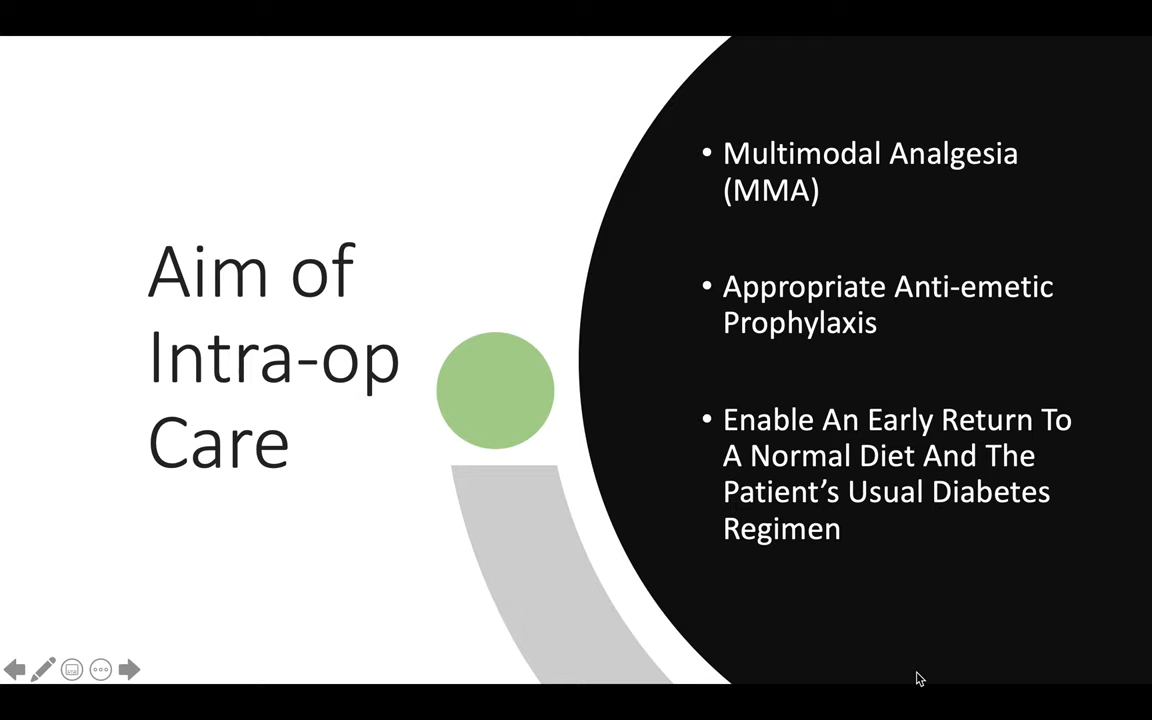 Aim of
Intra-op
Care
• Multimodal Analgesia
(MMA)
• Appropriate Anti-emetic
Prophylaxis
• Enable An Early Return To
A Normal Diet And The
Patient’s Usual Diabetes
Regimen